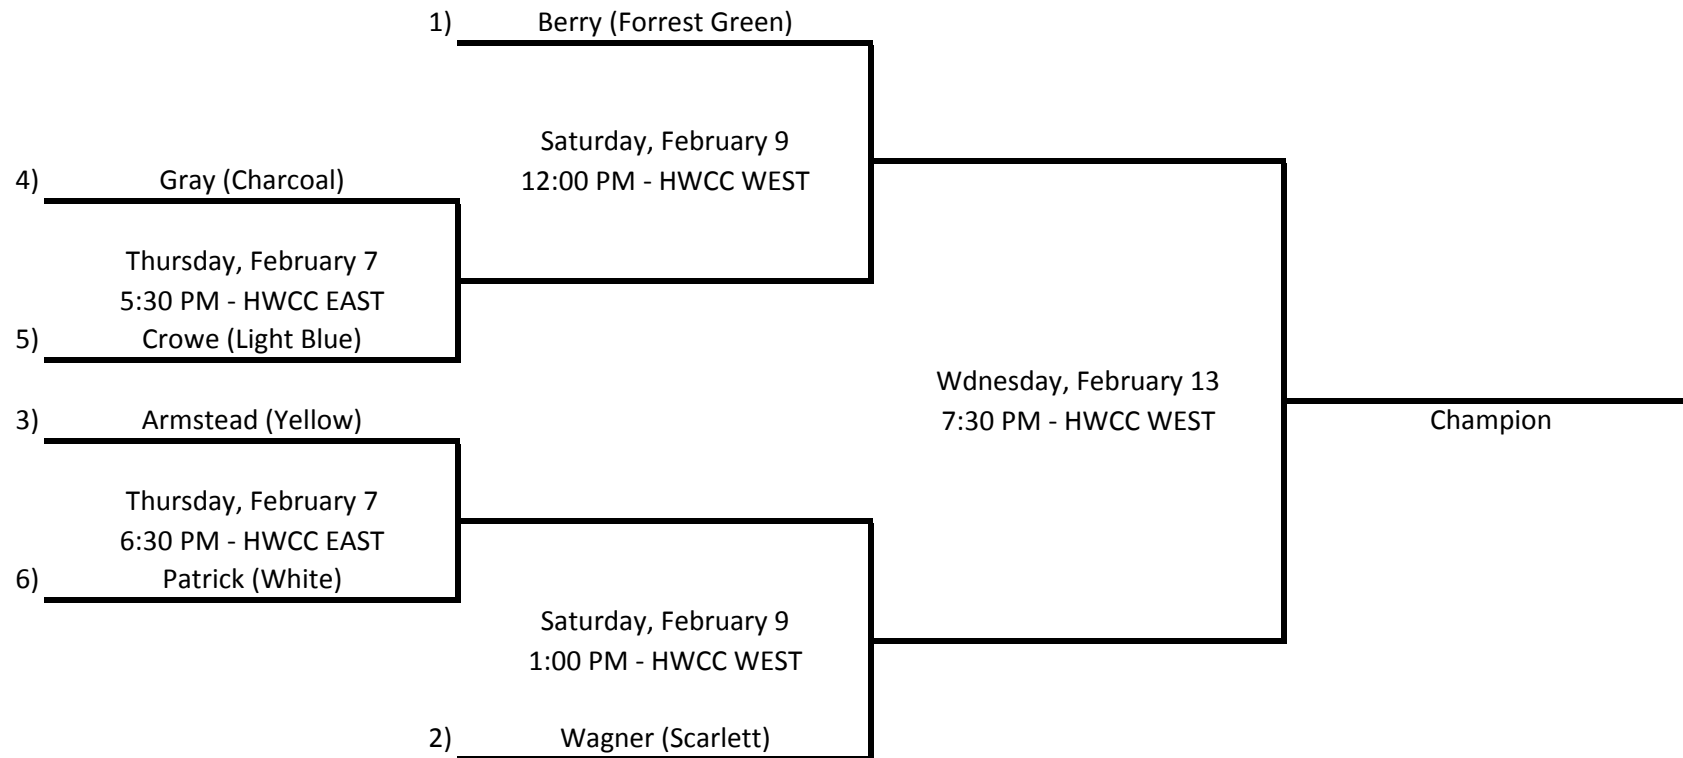 1) Berry (Forrest Green)
Saturday, February 9
12:00 PM - HWCC WEST
4) Gray (Charcoal)
Thursday, February 7
5:30 PM - HWCC EAST
5) Crowe (Light Blue)
Wdnesday, February 13
7:30 PM - HWCC WEST
Champion
3) Armstead (Yellow)
Thursday, February 7
6:30 PM - HWCC EAST
6) Patrick (White)
Saturday, February 9
1:00 PM - HWCC WEST
2) Wagner (Scarlett)